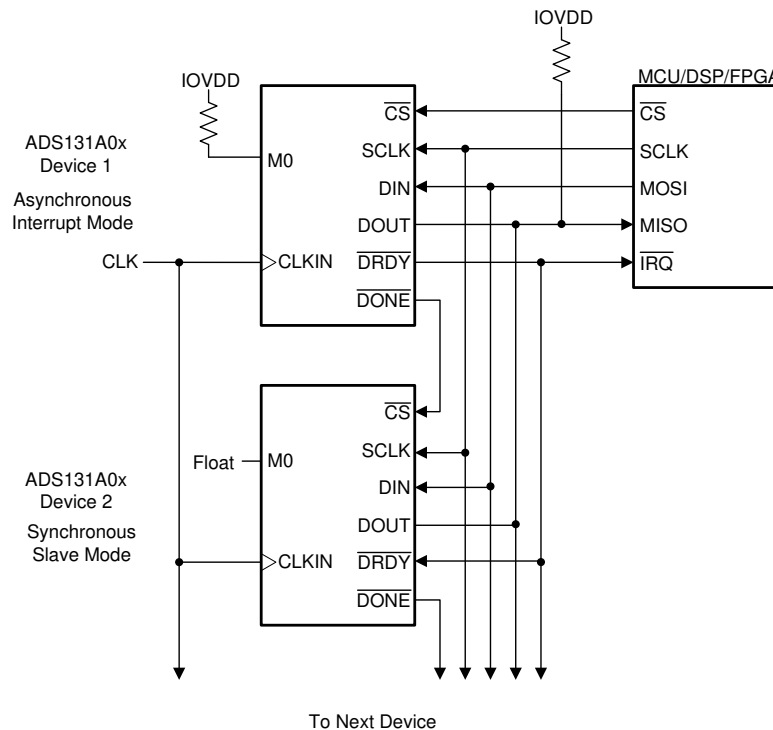 IOVDD
IOVDD
MCU/DSP/FPGA
ADS131A0x
Device 1
Asynchronous
Interrupt Mode
CLK
M0
CLKIN
CS
SCLK
DIN
DOUT
DRDY
DONE
CS
SCLK
MOSI
MISO
IRQ
ADS131A0x
Device 2
Synchronous
Slave Mode
Float
M0
CLKIN
CS
SCLK
DIN
DOUT
DRDY
DONE
To Next Device